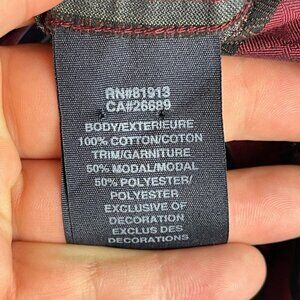 RN#81913
CA#26689
BODY/EXTERIEURE
100% COTTON/COTON
TRIM/GARNITURE
50% MODAL/MODAL
50% POLYESTER/
POLYESTER
EXCLUSIVE OF
DECORATION
EXCLUS DES
DECORATIONS